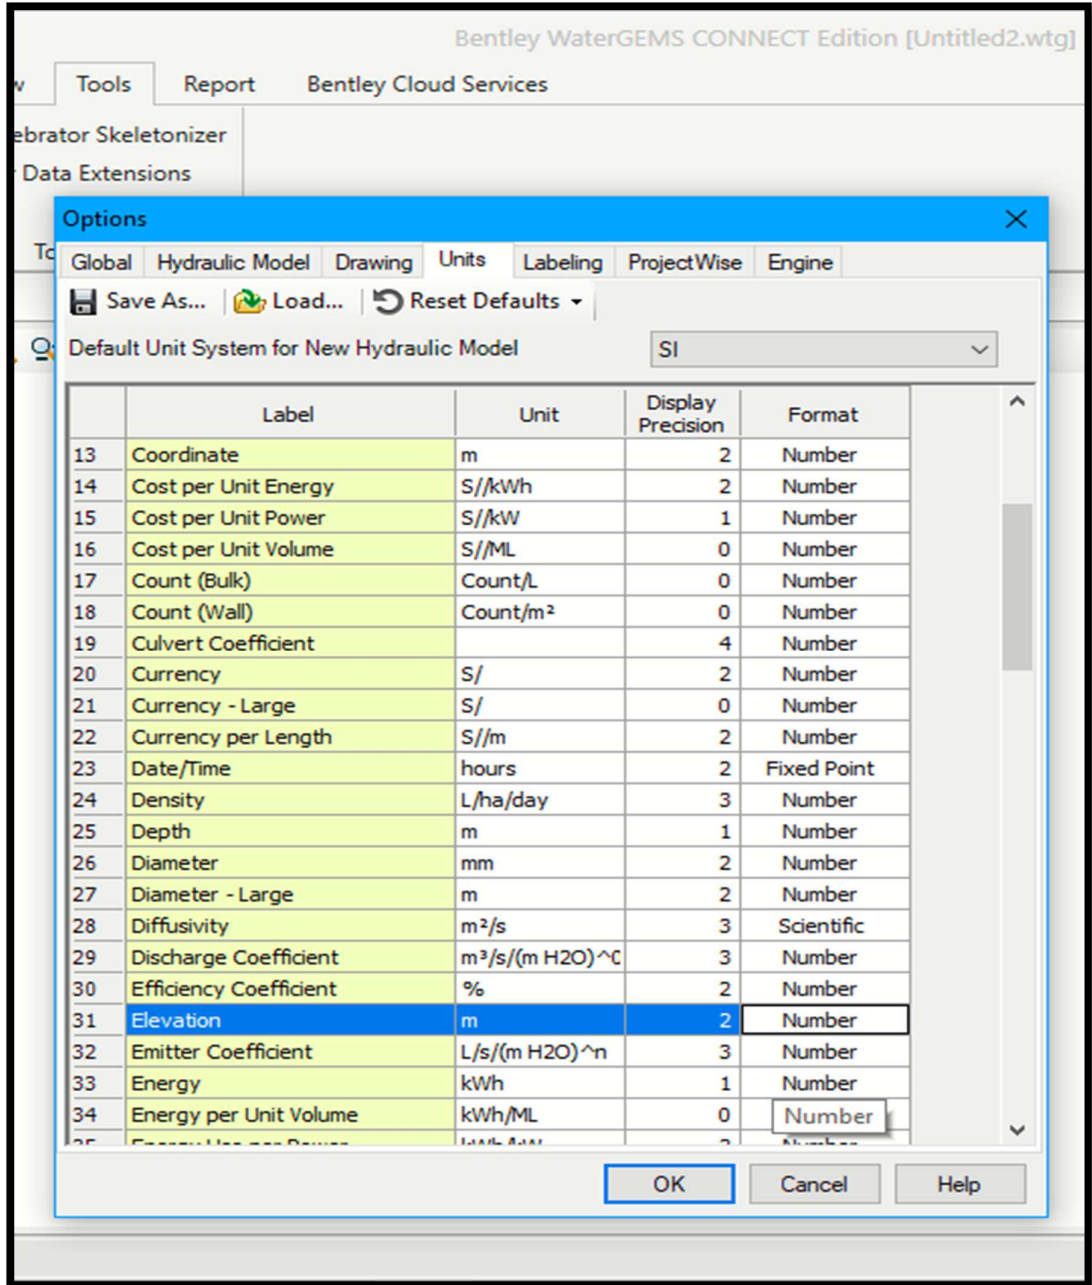 Bentley WaterGEMS CONNECT Edition [Untitled2.wtg]
w Tools Report Bentley Cloud Services
ebrator Skeletonizer
r Data Extensions
Options
To
Global Hydraulic Model Drawing Units Labeling ProjectWise Engine
Save As... Load... Reset Defaults
Default Unit System for New Hydraulic Model SI
Label Unit Display Precision Format
13 Coordinate m 2 Number
14 Cost per Unit Energy S//kWh 2 Number
15 Cost per Unit Power S//kW 1 Number
16 Cost per Unit Volume S//ML 0 Number
17 Count (Bulk) Count/L 0 Number
18 Count (Wall) Count/m² 0 Number
19 Culvert Coefficient 4 Number
20 Currency S/ 2 Number
21 Currency - Large S/ 0 Number
22 Currency per Length S//m 2 Number
23 Date/Time hours 2 Fixed Point
24 Density L/ha/day 3 Number
25 Depth m 1 Number
26 Diameter mm 2 Number
27 Diameter - Large m 2 Number
28 Diffusivity m²/s 3 Scientific
29 Discharge Coefficient m³/s/(m H2O)^0 3 Number
30 Efficiency Coefficient % 2 Number
31 Elevation m 2 Number
32 Emitter Coefficient L/s/(m H2O)^n 3 Number
33 Energy kWh 1 Number
34 Energy per Unit Volume kWh/ML 0 Number
OK Cancel Help